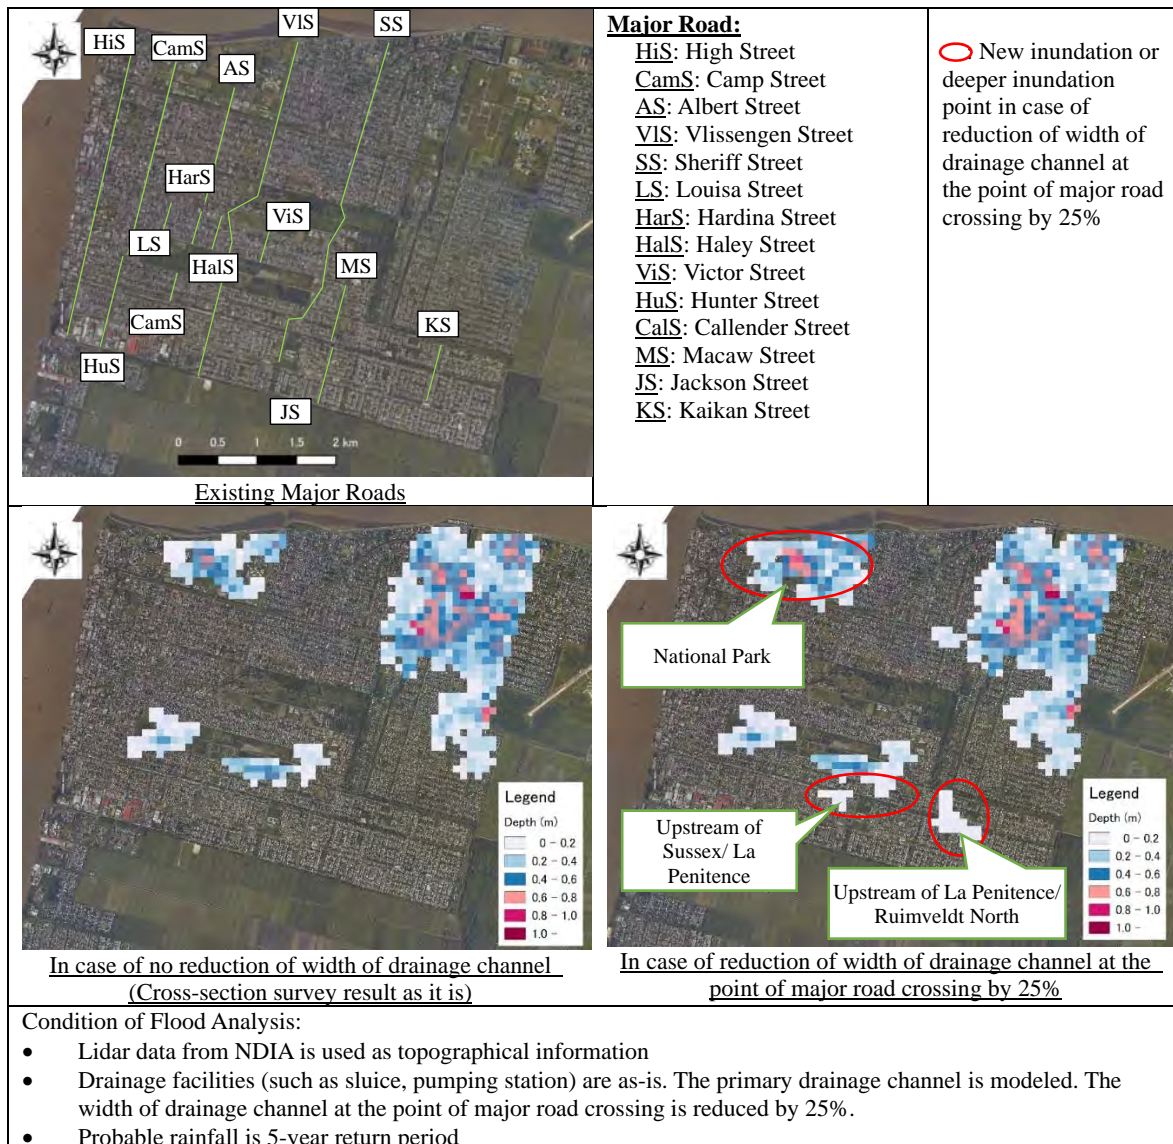 HiS
CamS
AS
VlS
SS
HarS
ViS
LS
HalS
MS
CamS
KS
HuS
JS
0 0.5 1 1.5 2 km
Existing Major Roads
Major Road:
HiS: High Street
CamS: Camp Street
AS: Albert Street
VlS: Vlissengen Street
SS: Sheriff Street
LS: Louisa Street
HarS: Hardina Street
HalS: Haley Street
ViS: Victor Street
HuS: Hunter Street
CalS: Callender Street
MS: Macaw Street
JS: Jackson Street
KS: Kaikan Street
: New inundation or
deeper inundation
point in case of
reduction of width of
drainage channel at
the point of major road
crossing by 25%
Legend
Depth (m)
0 - 0.2
0.2 - 0.4
0.4 - 0.6
0.6 - 0.8
0.8 - 1.0
1.0 -
In case of no reduction of width of drainage channel
(Cross-section survey result as it is)
National Park
Upstream of
Sussex/ La
Penitence
Upstream of La Penitence/
Ruimveldt North
Legend
Depth (m)
0 - 0.2
0.2 - 0.4
0.4 - 0.6
0.6 - 0.8
0.8 - 1.0
1.0 -
In case of reduction of width of drainage channel at the
point of major road crossing by 25%
Condition of Flood Analysis:
• Lidar data from NDIA is used as topographical information
• Drainage facilities (such as sluice, pumping station) are as-is. The primary drainage channel is modeled. The
width of drainage channel at the point of major road crossing is reduced by 25%.
• Probable rainfall is 5-year return period